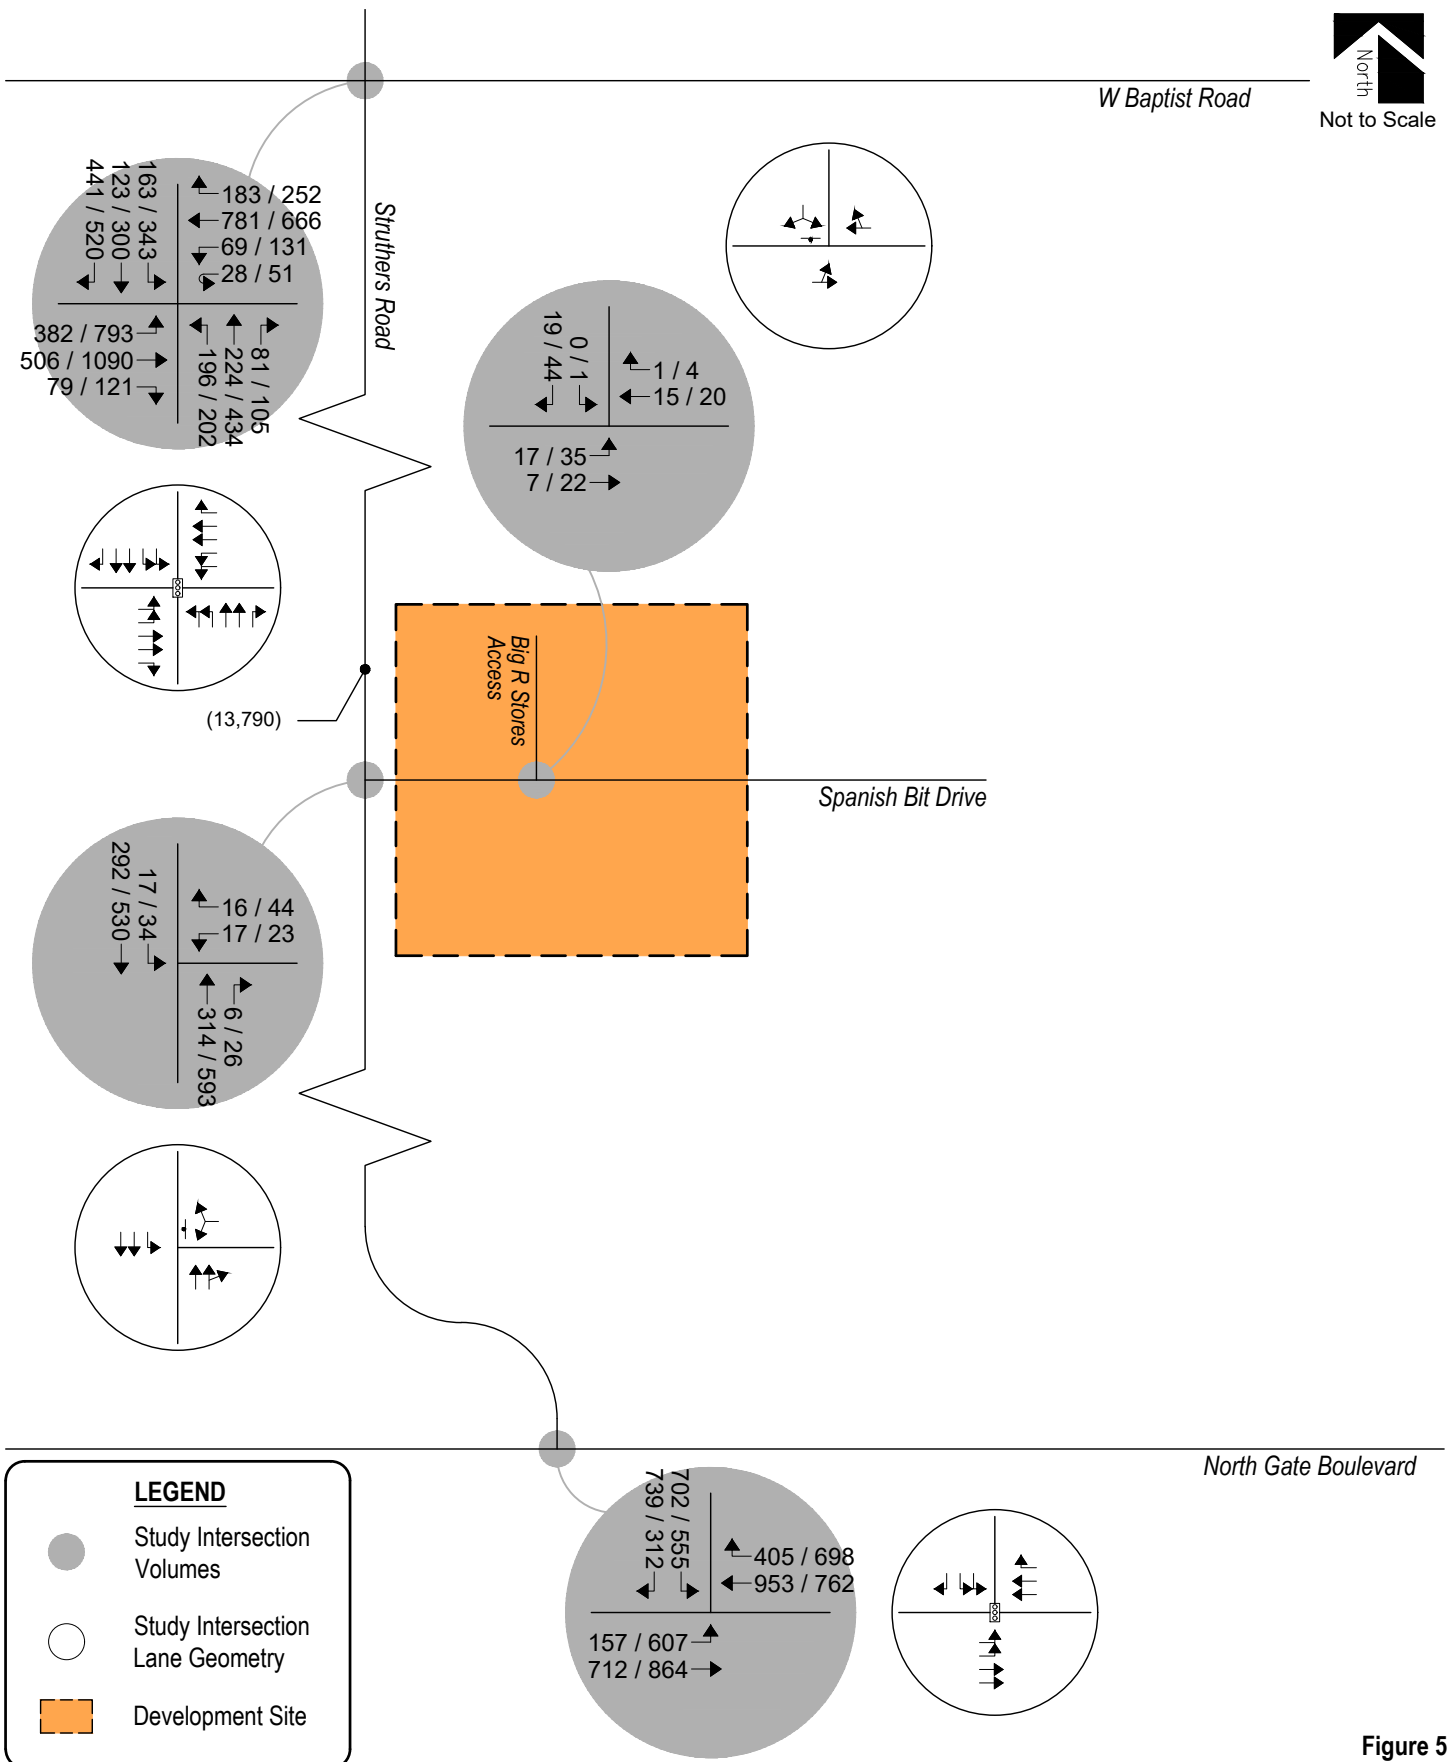 North
Not to Scale
W Baptist Road
Struthers Road
441 / 520
123 / 300
163 / 343
183 / 252
781 / 666
69 / 131
28 / 51
382 / 793
506 / 1090
79 / 121
196 / 202
224 / 434
81 / 105
19 / 44
0 / 1
1 / 4
15 / 20
17 / 35
7 / 22
Big R Stores
Access
(13,790)
Spanish Bit Drive
292 / 530
17 / 34
16 / 44
17 / 23
314 / 593
6 / 26
North Gate Boulevard
739 / 312
702 / 555
405 / 698
953 / 762
157 / 607
712 / 864
LEGEND
Study Intersection
Volumes
Study Intersection
Lane Geometry
Development Site
Figure 5